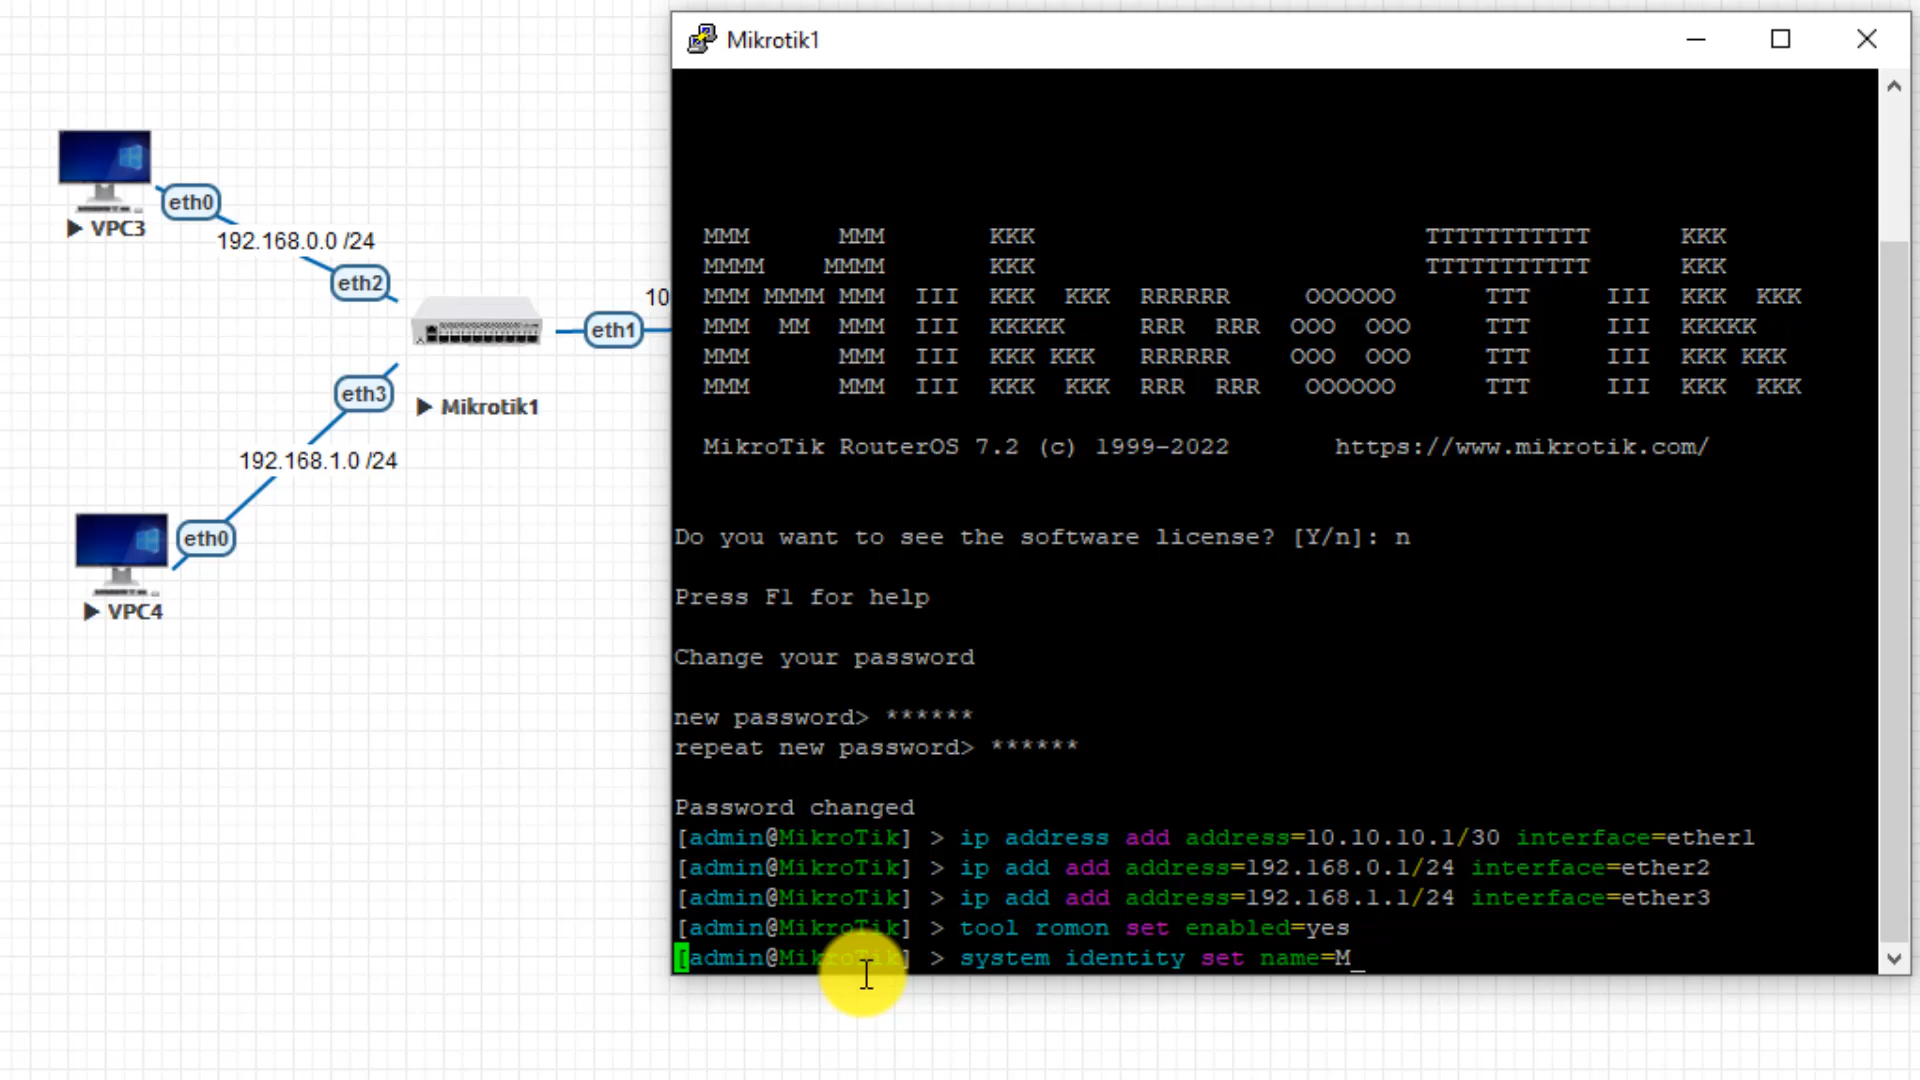 Mikrotik1
eth0
VPC3
192.168.0.0 /24
eth2
10
eth1
eth3
Mikrotik1
192.168.1.0 /24
eth0
VPC4
MMM MMM KKK TTTTTTTTTTT KKK
MMMM MMMM KKK TTTTTTTTTTT KKK
MMM MMMM MMM III KKK KKK RRRRRR OOOOOO TTT III KKK KKK
MMM MM MMM III KKKKK RRR RRR OOO OOO TTT III KKKKK
MMM MMM III KKK KKK RRRRRR OOO OOO TTT III KKK KKK
MMM MMM III KKK KKK RRR RRR OOOOOO TTT III KKK KKK
MikroTik RouterOS 7.2 (c) 1999-2022 https://www.mikrotik.com/
Do you want to see the software license? [Y/n]: n
Press F1 for help
Change your password
new password> ******
repeat new password> ******
Password changed
[admin@MikroTik] > ip address add address=10.10.10.1/30 interface=ether1
[admin@MikroTik] > ip add add address=192.168.0.1/24 interface=ether2
[admin@MikroTik] > ip add add address=192.168.1.1/24 interface=ether3
[admin@MikroTik] > tool romon set enabled=yes
[admin@MikroTik] > system identity set name=M_